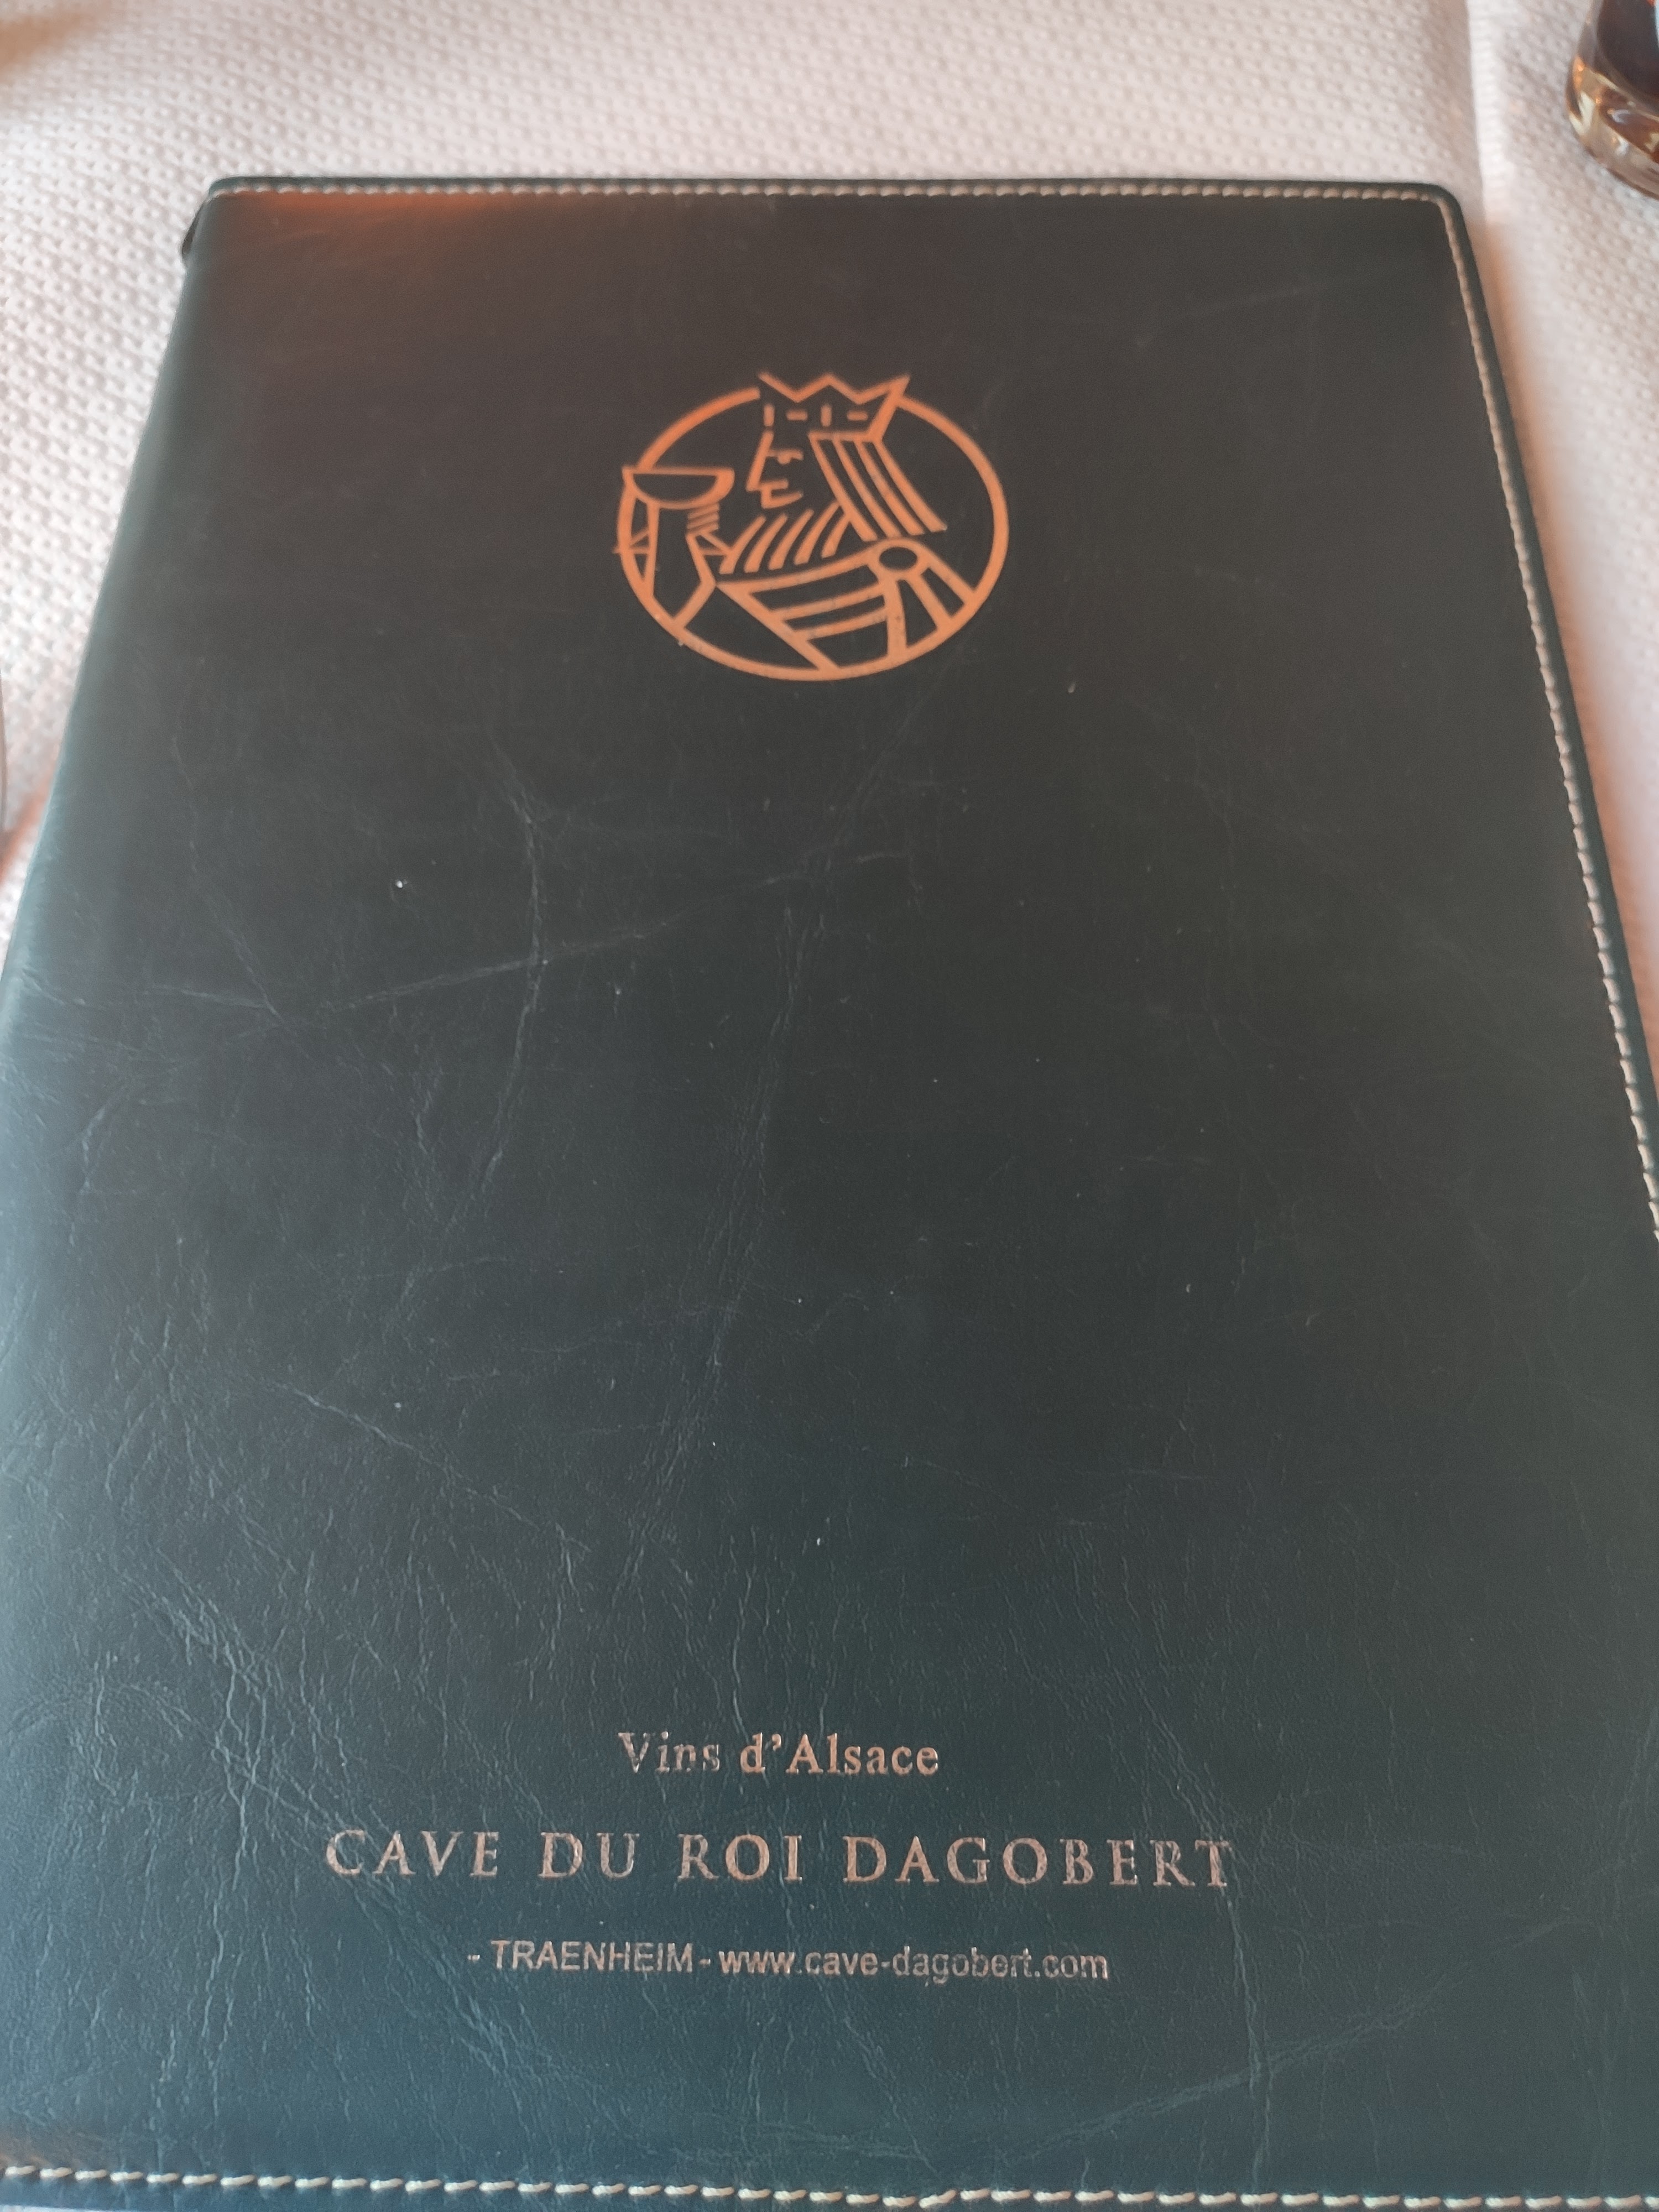 Vins d'Alsace
CAVE DU ROI DAGOBERT
- TRAENHEIM - www.cave-dagobert.com